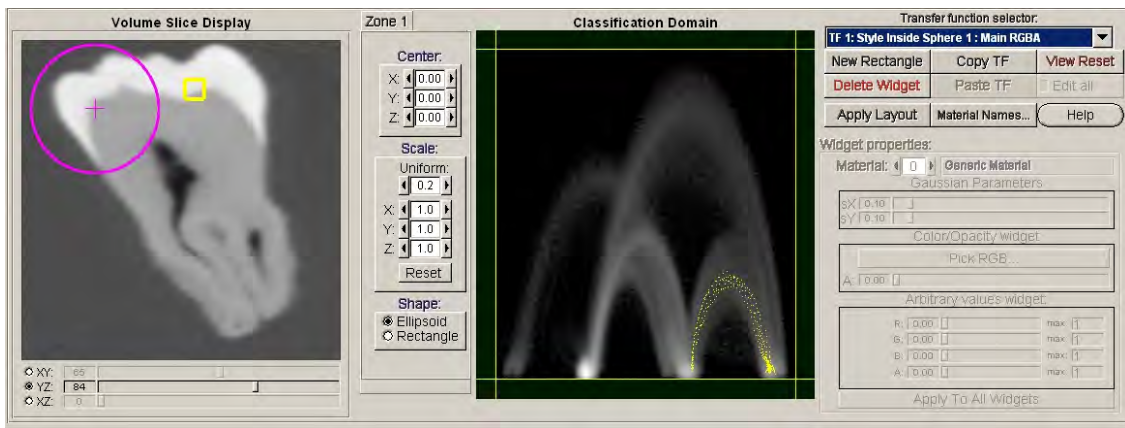 Volume Slice Display
XY: 65
YZ: 84
XZ: 0
Zone 1
Center:
X: 0.00
Y: 0.00
Z: 0.00
Scale:
Uniform:
0.2
X: 1.0
Y: 1.0
Z: 1.0
Reset
Shape:
Ellipsoid
Rectangle
Classification Domain
Transfer function selector:
TF 1: Style Inside Sphere 1 : Main RGBA
New Rectangle Copy TF View Reset
Delete Widget Paste TF Edit all
Apply Layout Material Names... Help
Widget properties:
Material: 0 Generic Material
Gaussian Parameters
sX 0.10
sY 0.10
Color/Opacity widget
Pick RGB...
A: 0.00
Arbitrary values widget:
R: 0.00 max: 1
G: 0.00 max: 1
B: 0.00 max: 1
A: 0.00 max: 1
Apply To All Widgets